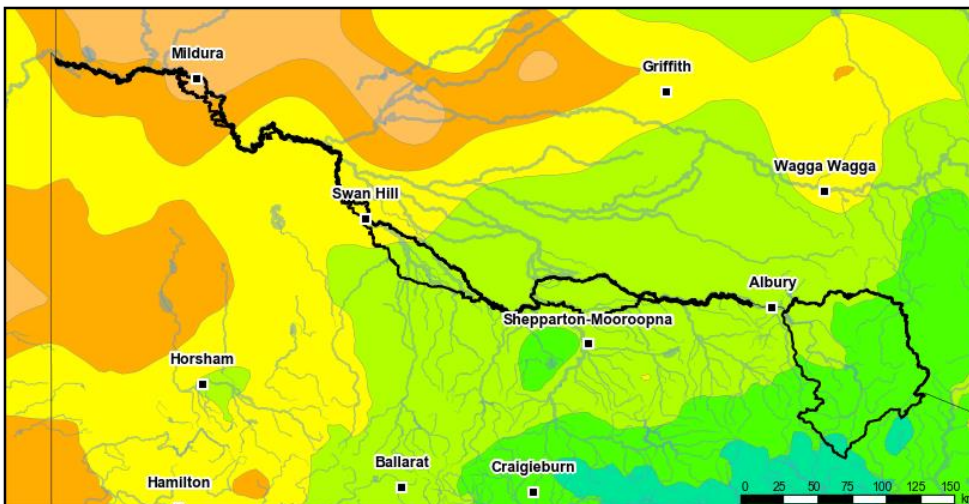 Mildura
Griffith
Wagga Wagga
Swan Hill
Albury
Shepparton-Mooroopna
Horsham
Ballarat
Craigieburn
Hamilton
0 25 50 75 100 125 150